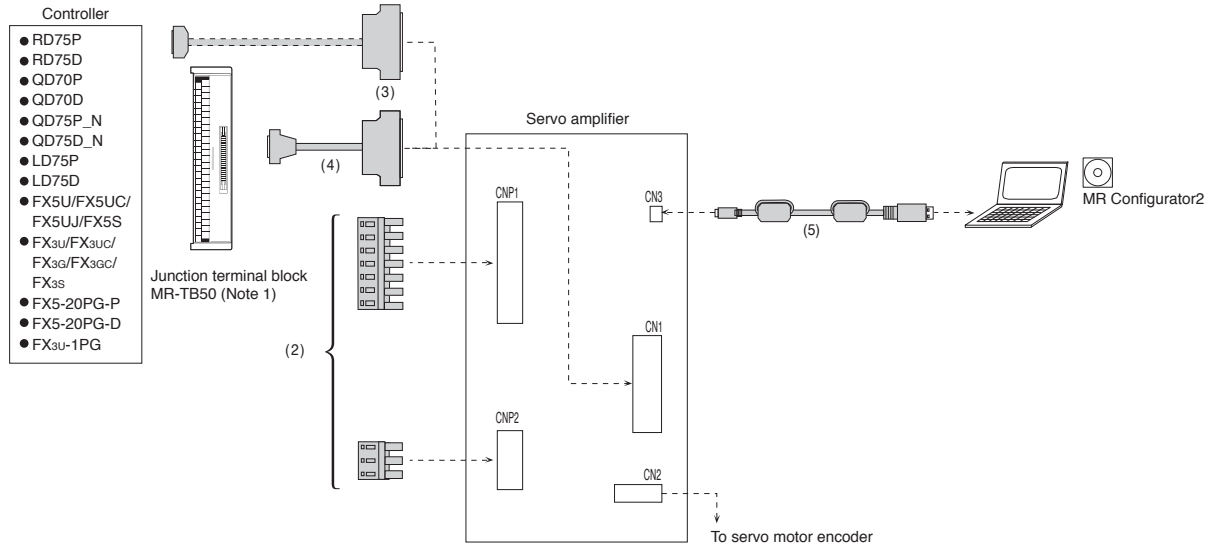 Controller
● RD75P
● RD75D
● QD70P
● QD70D
● QD75P_N
● QD75D_N
● LD75P
● LD75D
● FX5U/FX5UC/
FX5UJ/FX5S
● FX3U/FX3UC/
FX3G/FX3GC/
FX3S
● FX5-20PG-P
● FX5-20PG-D
● FX3U-1PG
Junction terminal block
MR-TB50 (Note 1)
(3)
(4)
(2)
Servo amplifier
CNP1
CNP2
CN3
CN1
CN2
(5)
MR Configurator2
To servo motor encoder